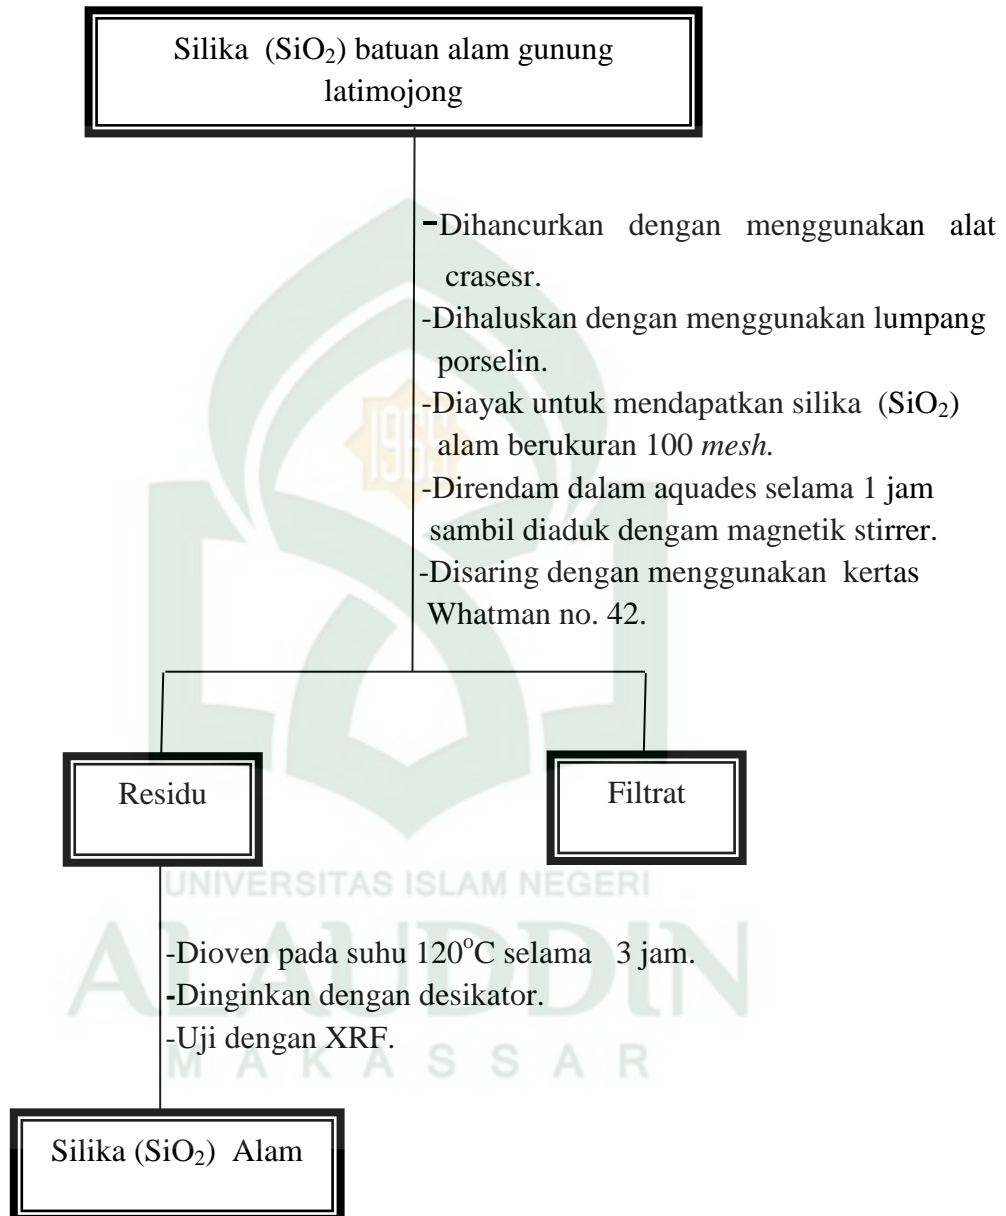 Silika (SiO₂) batuan alam gunung
latimojong
-Dihancurkan dengan menggunakan alat
crasesr.
-Dihaluskan dengan menggunakan lumpang
porselin.
-Diayak untuk mendapatkan silika (SiO₂)
alam berukuran 100 mesh.
-Direndam dalam aquades selama 1 jam
sambil diaduk dengam magnetik stirrer.
-Disaring dengan menggunakan kertas
Whatman no. 42.
1965
Residu
Filtrat
UNIVERSITAS ISLAM NEGERI
ALAUDDIN
MAKASSAR
-Dioven pada suhu 120°C selama 3 jam.
-Dinginkan dengan desikator.
-Uji dengan XRF.
Silika (SiO₂) Alam